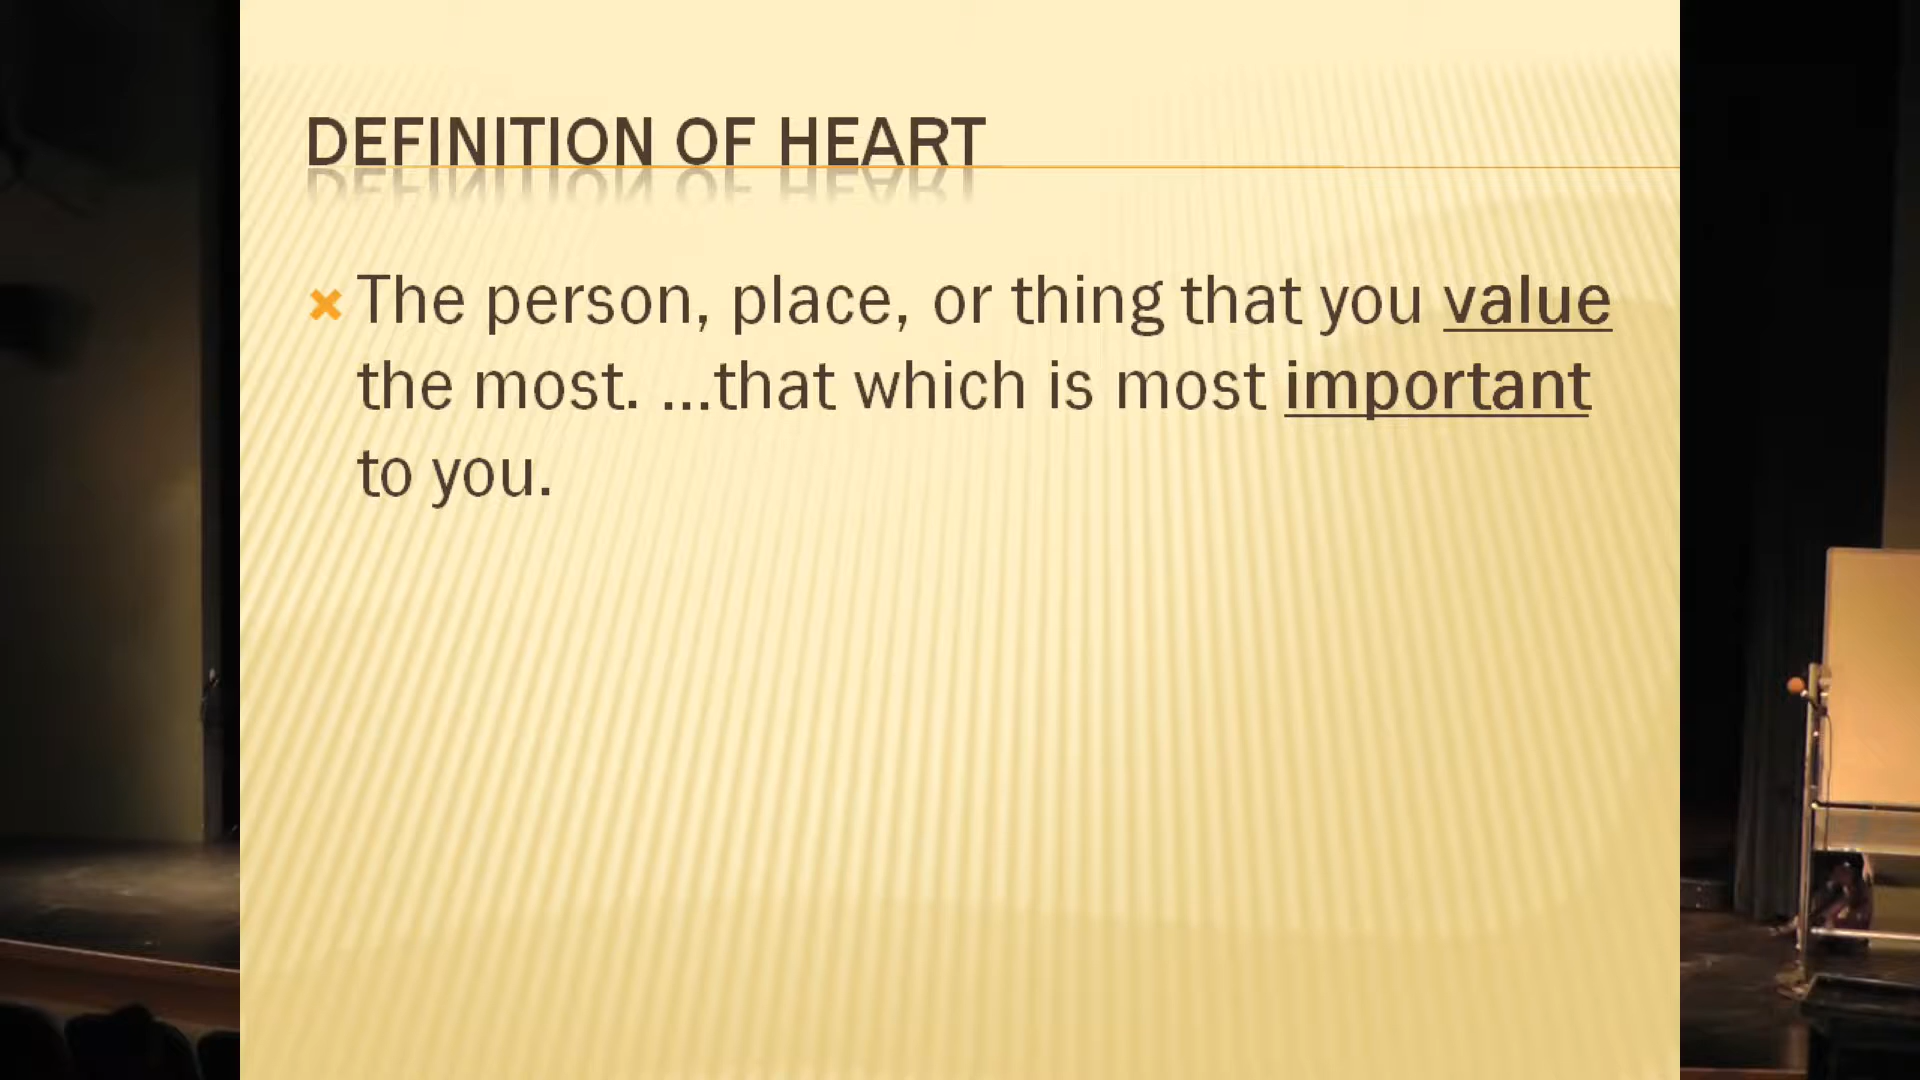 DEFINITION OF HEART
The person, place, or thing that you value
the most. ...that which is most important
to you.